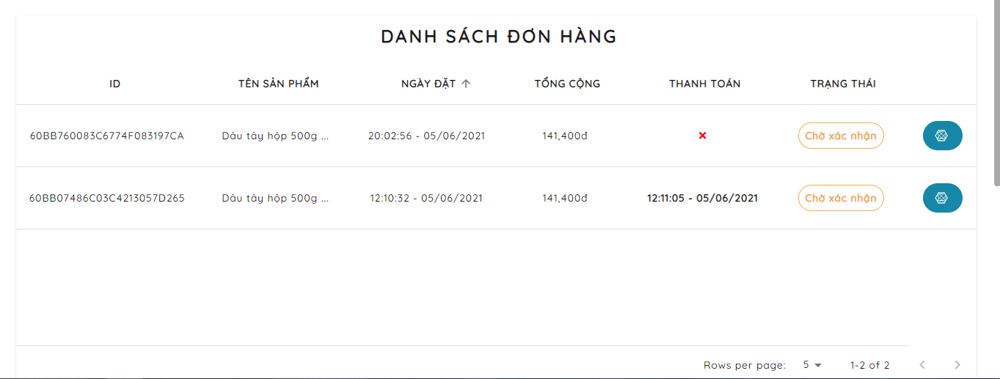 DANH SÁCH ĐƠN HÀNG
ID TÊN SẢN PHẨM NGÀY ĐẶT TỔNG CỘNG THANH TOÁN TRẠNG THÁI
60BB760083C6774F083197CA Dâu tây hộp 500g ... 20:02:56 - 05/06/2021 141,400đ Chờ xác nhận
60BB07486C03C4213057D265 Dâu tây hộp 500g ... 12:10:32 - 05/06/2021 141,400đ 12:11:05 - 05/06/2021 Chờ xác nhận
Rows per page: 5 1-2 of 2